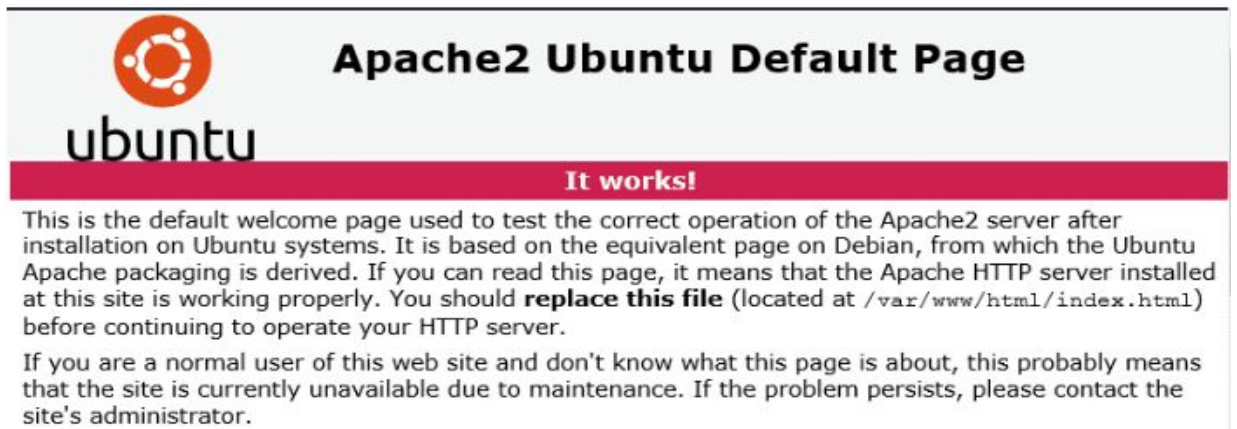 Apache2 Ubuntu Default Page
ubuntu
It works!
This is the default welcome page used to test the correct operation of the Apache2 server after
installation on Ubuntu systems. It is based on the equivalent page on Debian, from which the Ubuntu
Apache packaging is derived. If you can read this page, it means that the Apache HTTP server installed
at this site is working properly. You should replace this file (located at /var/www/html/index.html)
before continuing to operate your HTTP server.
If you are a normal user of this web site and don't know what this page is about, this probably means
that the site is currently unavailable due to maintenance. If the problem persists, please contact the
site's administrator.